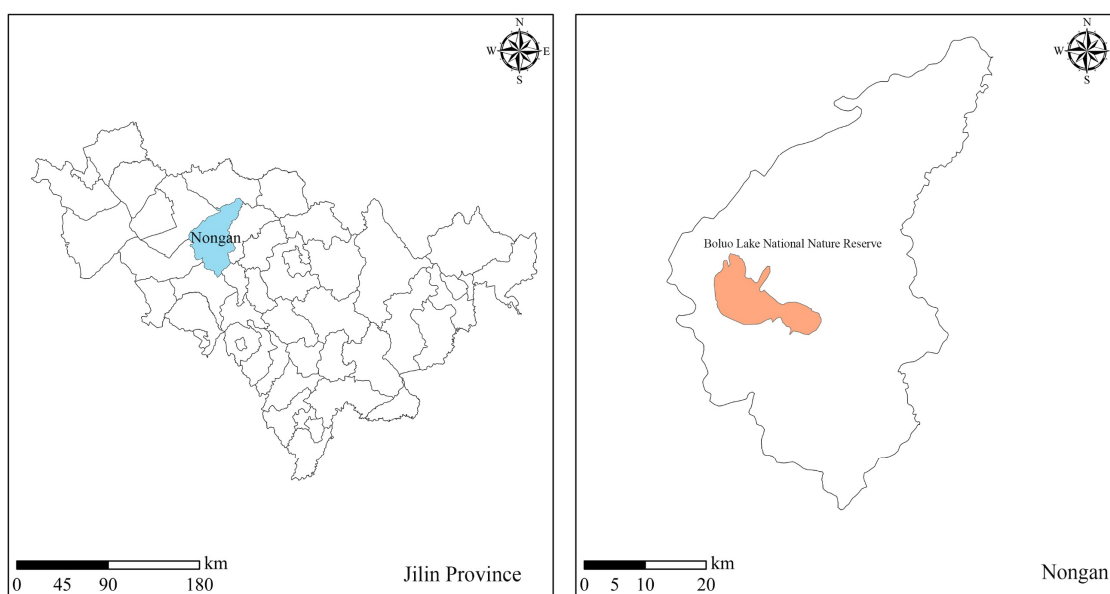 N
W E
S
Nongan
km
0 45 90 180
Jilin Province
N
W
S
Boluo Lake National Nature Reserve
km
0 5 10 20
Nongan